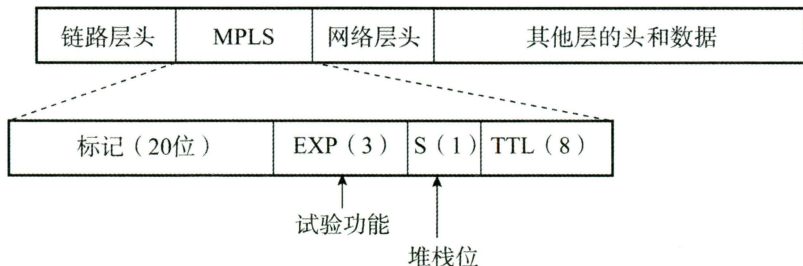 链路层头 MPLS 网络层头 其他层的头和数据
标记（20位） EXP（3） S（1） TTL（8）
试验功能
堆栈位